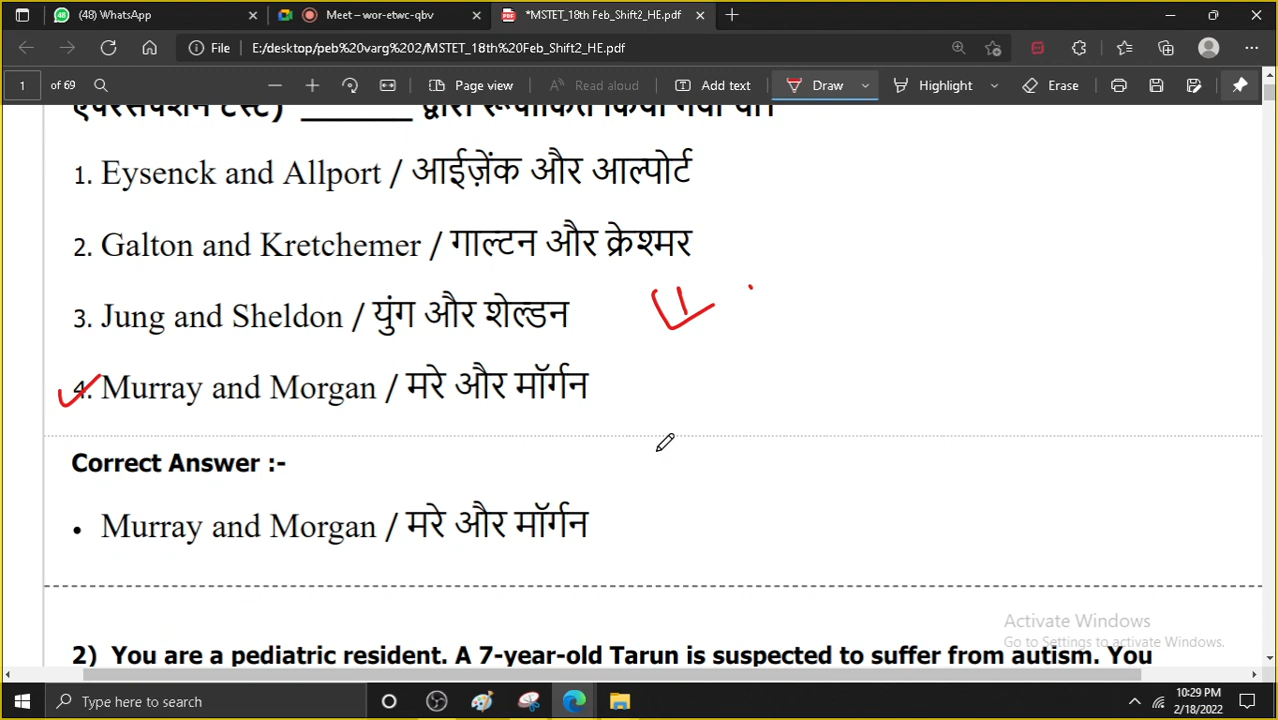 (48) WhatsApp
Meet – wor-etwc-qbv
*MSTET_18th Feb_Shift2_HE.pdf
File
E:/desktop/peb%20varg%202/MSTET_18th%20Feb_Shift2_HE.pdf
1 of 69
Page view
Read aloud
Add text
Draw
Highlight
Erase
एपरसेप्शन टेस्ट) _______ द्वारा रूपांकित किया गया था।
1. Eysenck and Allport / आईज़ेंक और आल्पोर्ट
2. Galton and Kretchemer / गाल्टन और क्रेश्मर
3. Jung and Sheldon / युंग और शेल्डन
4. Murray and Morgan / मरे और मॉर्गन
Correct Answer :-
• Murray and Morgan / मरे और मॉर्गन
2) You are a pediatric resident. A 7-year-old Tarun is suspected to suffer from autism. You
Activate Windows
Go to Settings to activate Windows.
Type here to search
10:29 PM
2/18/2022